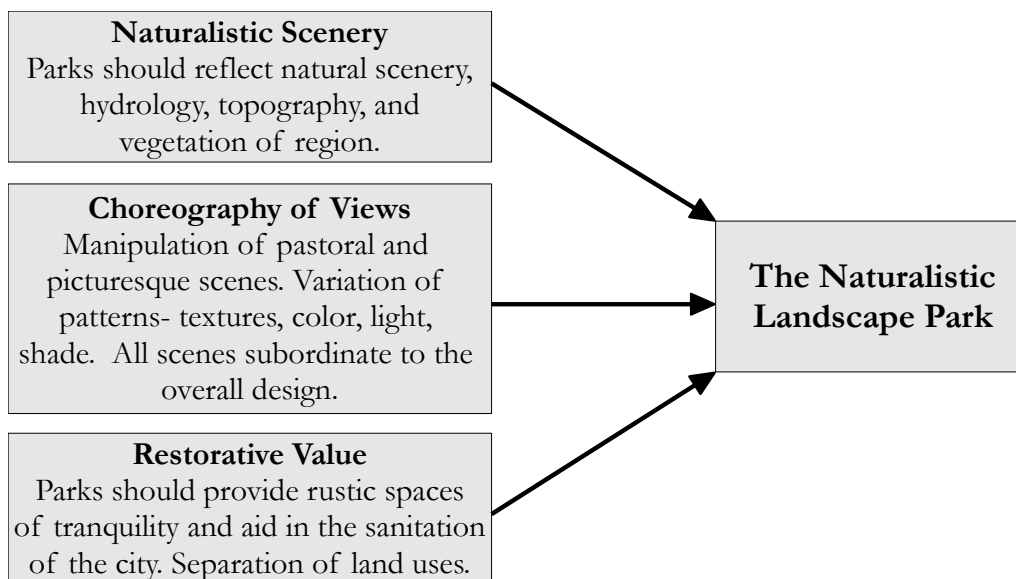 Naturalistic Scenery
Parks should reflect natural scenery,
hydrology, topography, and
vegetation of region.
Choreography of Views
Manipulation of pastoral and
picturesque scenes. Variation of
patterns- textures, color, light,
shade.  All scenes subordinate to the
overall design.
Restorative Value
Parks should provide rustic spaces
of tranquility and aid in the sanitation
of the city. Separation of land uses.
The Naturalistic
Landscape Park